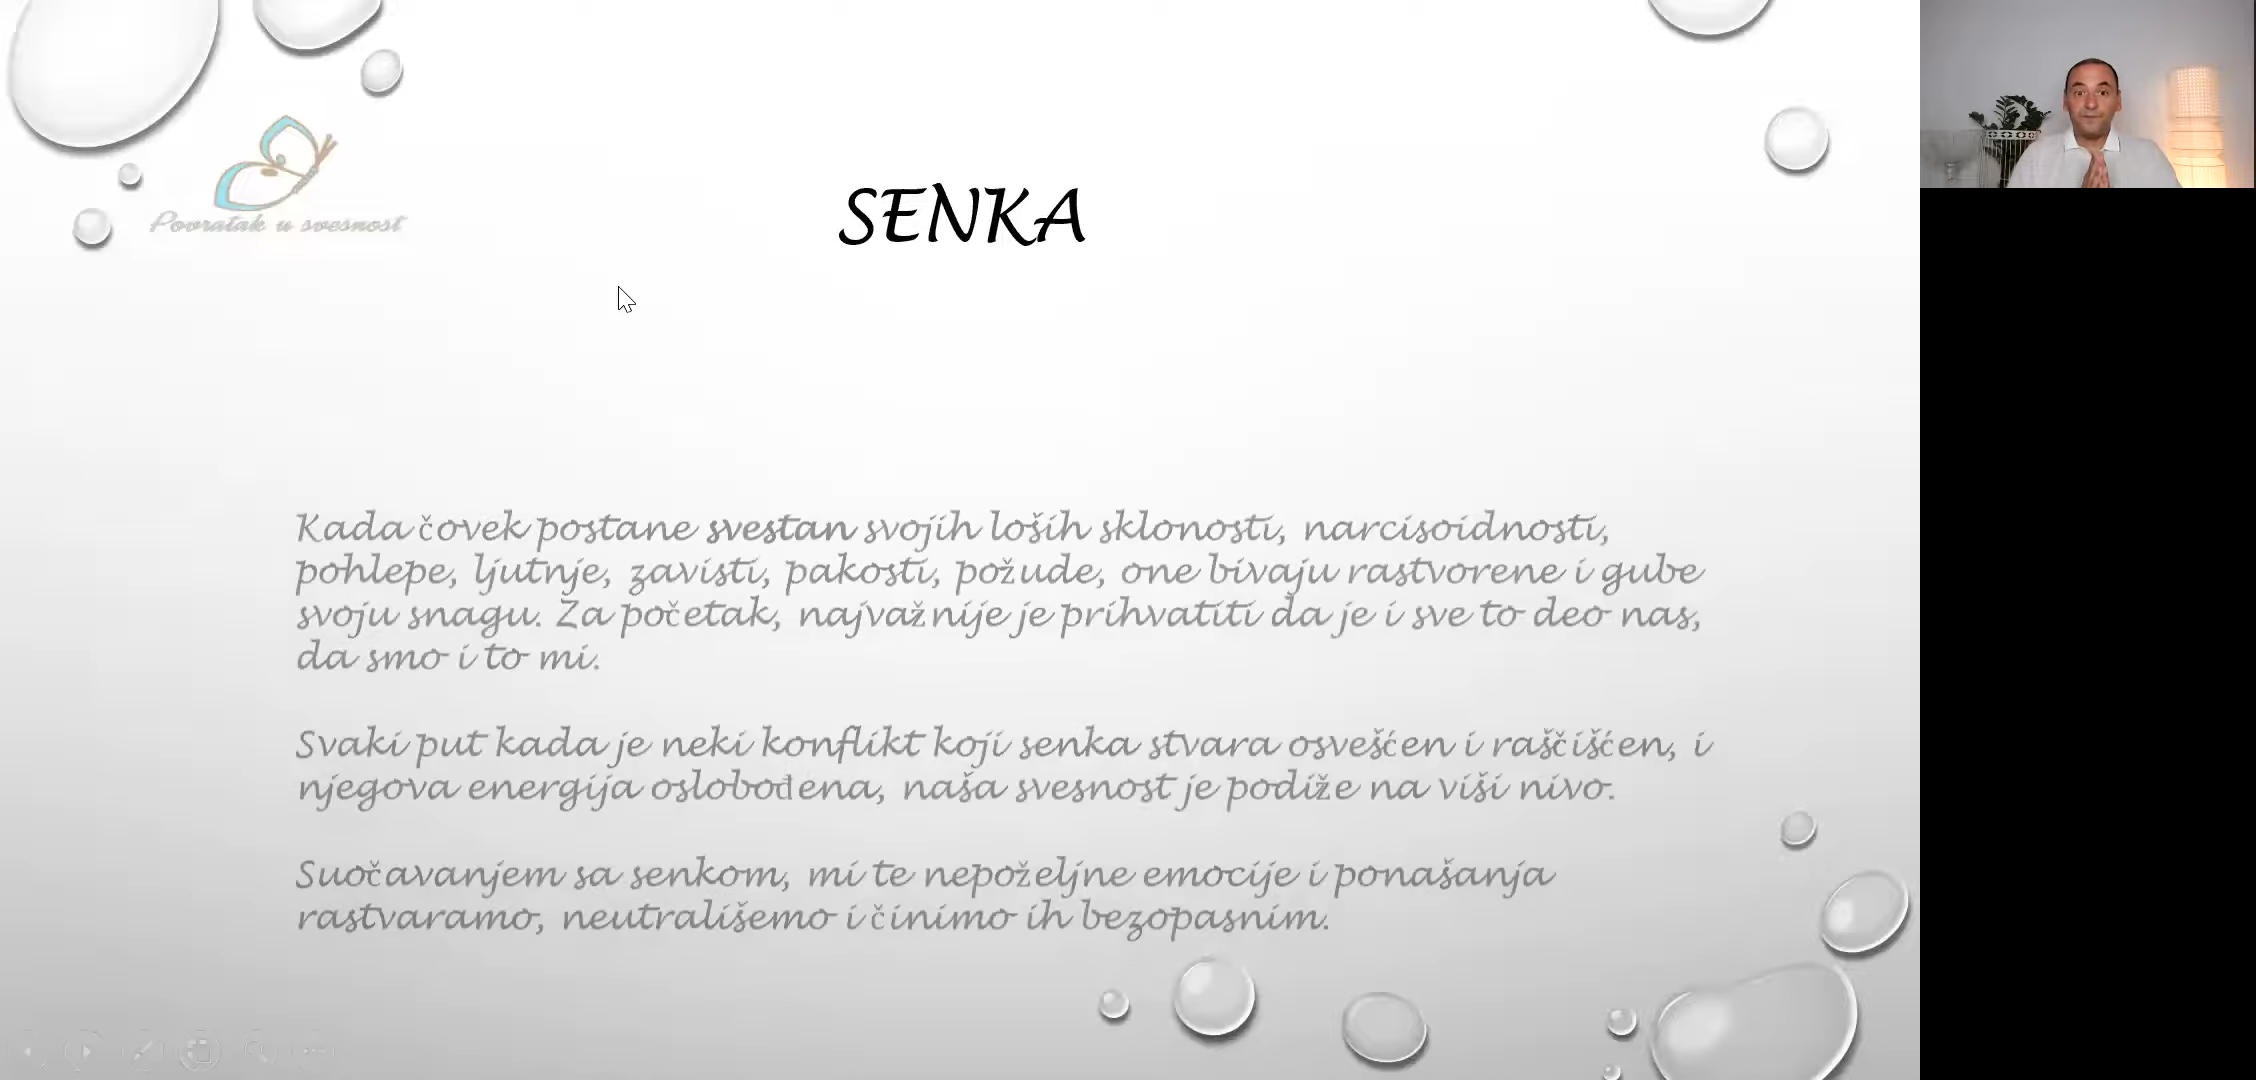 Povratak u svesnost
SENKA
Kada čovek postane svestan svojih loših sklonosti, narcisoidnosti,
pohlepe, ljutnje, zavisti, pakosti, požude, one bivaju rastvorene i gube
svoju snagu. Za početak, najvažnije je prihvatiti da je i sve to deo nas,
da smo i to mi.
Svaki put kada je neki konflikt koji senka stvara osvešćen i raščišćen, i
njegova energija oslobođena, naša svesnost je podiže na viši nivo.
Suočavanjem sa senkom, mi te nepoželjne emocije i ponašanja
rastvaramo, neutrališemo i činimo ih bezopasnim.